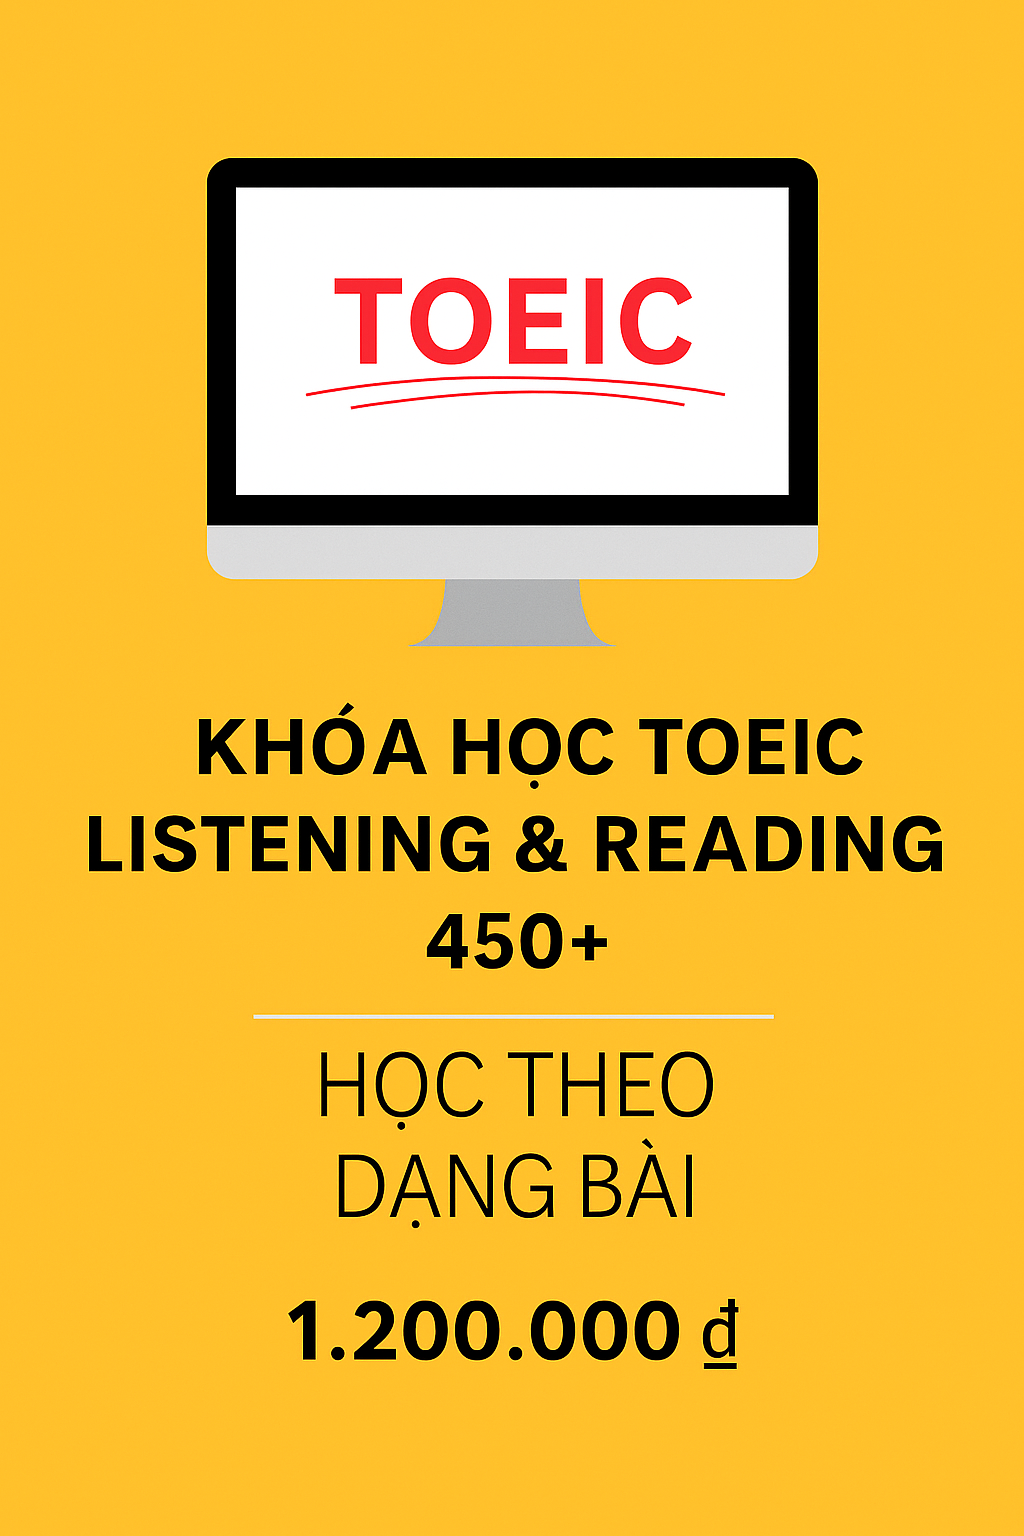 TOEIC
KHÓA HỌC TOEIC
LISTENING & READING
450+
HỌC THEO
DẠNG BÀI
1.200.000 ₫